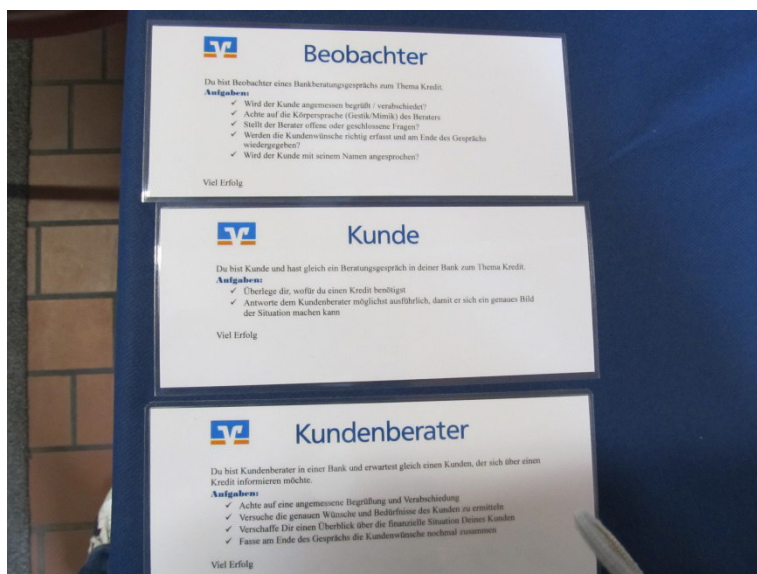 Beobachter
Du bist Beobachter eines Bankberatungsgesprächs zum Thema Kredit.
Aufgaben:
✓ Wird der Kunde angemessen begrüßt / verabschiedet?
✓ Achte auf die Körpersprache (Gestik/Mimik) des Beraters
✓ Stellt der Berater offene oder geschlossene Fragen?
✓ Werden die Kundenwünsche richtig erfasst und am Ende des Gesprächs
wiedergegeben?
✓ Wird der Kunde mit seinem Namen angesprochen?
Viel Erfolg
Kunde
Du bist Kunde und hast gleich ein Beratungsgespräch in deiner Bank zum Thema Kredit.
Aufgaben:
✓ Überlege dir, wofür du einen Kredit benötigst
✓ Antworte dem Kundenberater möglichst ausführlich, damit er sich ein genaues Bild
der Situation machen kann
Viel Erfolg
Kundenberater
Du bist Kundenberater in einer Bank und erwartest gleich einen Kunden, der sich über einen
Kredit informieren möchte.
Aufgaben:
✓ Achte auf eine angemessene Begrüßung und Verabschiedung
✓ Versuche die genauen Wünsche und Bedürfnisse des Kunden zu ermitteln
✓ Verschaffe Dir einen Überblick über die finanzielle Situation Deines Kunden
✓ Fasse am Ende des Gesprächs die Kundenwünsche nochmal zusammen
Viel Erfolg